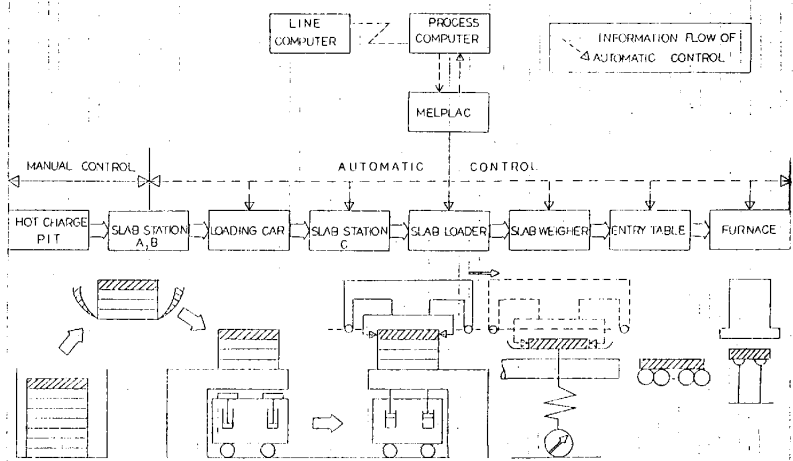 LINE
COMPUTER
PROCESS
COMPUTER
INFORMATION FLOW OF
AUTOMATIC CONTROL
MELPLAC
MANUAL CONTROL
AUTOMATIC CONTROL
HOT CHARGE
PIT
SLAB STATION
A,B
LOADING CAR
SLAB STATION
C
SLAB LOADER
SLAB WEIGHER
ENTRY TABLE
FURNACE